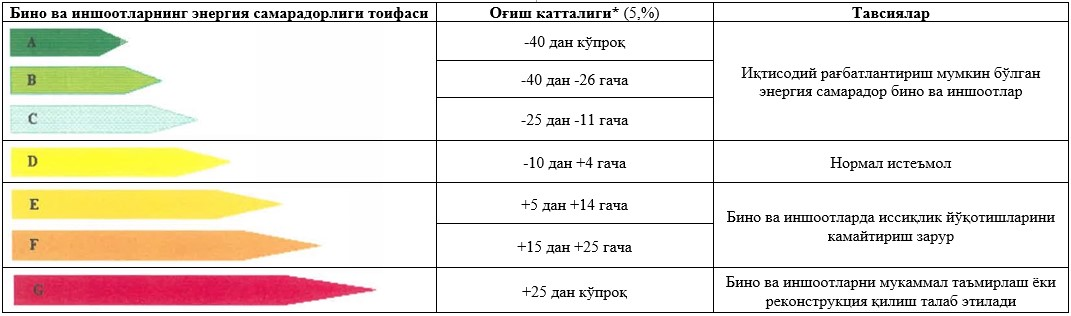 Бино ва иншоотларнинг энергия самарадорлиги тоифаси
Оғиш катталиги* (5,%)
Тавсиялар
A
-40 дан кўпроқ
B
-40 дан -26 гача
Иқтисодий рағбатлантириш мумкин бўлган
энергия самарадор бино ва иншоотлар
C
-25 дан -11 гача
D
-10 дан +4 гача
Нормал истеъмол
E
+5 дан +14 гача
Бино ва иншоотларда иссиқлик йўқотишларини
камайтириш зарур
F
+15 дан +25 гача
G
+25 дан кўпроқ
Бино ва иншоотларни мукаммал таъмирлаш ёки
реконструкция қилиш талаб этилади